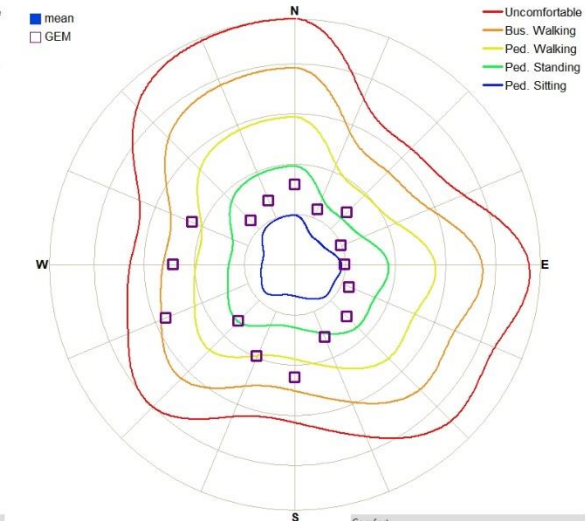 mean
GEM
N
Uncomfortable
Bus. Walking
Ped. Walking
Ped. Standing
Ped. Sitting
W
E
S